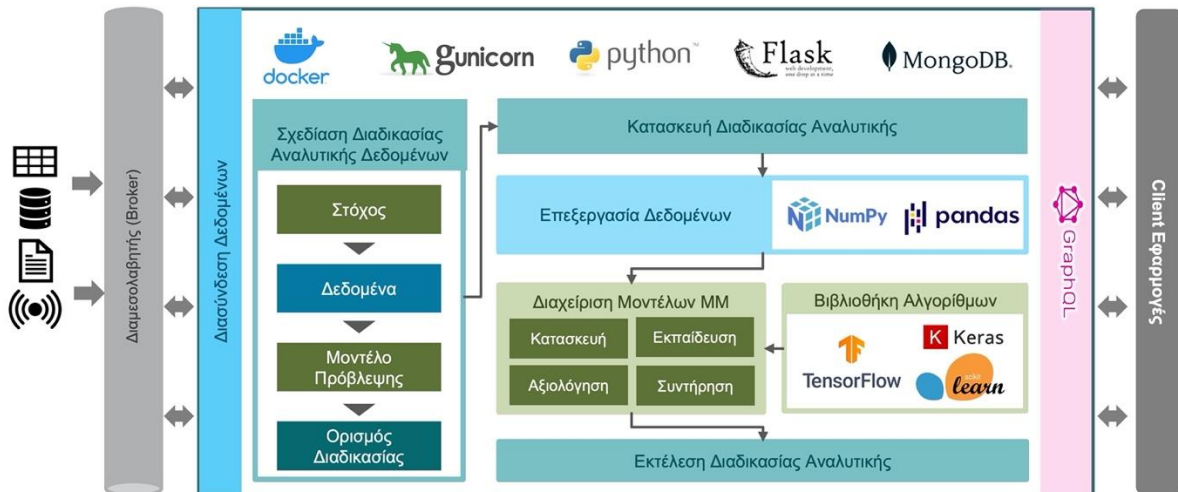 docker
gunicorn
python™
Flask
web development,
one drop at a time
MongoDB®
Διαμεσολαβητής (Broker)
Διασύνδεση Δεδομένων
Σχεδίαση Διαδικασίας
Αναλυτικής Δεδομένων
Στόχος
Δεδομένα
Μοντέλο
Πρόβλεψης
Ορισμός
Διαδικασίας
Κατασκευή Διαδικασίας Αναλυτικής
Επεξεργασία Δεδομένων
NumPy
pandas
Διαχείριση Μοντέλων ΜΜ
Κατασκευή
Εκπαίδευση
Αξιολόγηση
Συντήρηση
Βιβλιοθήκη Αλγορίθμων
TensorFlow
K Keras
scikit
learn
Εκτέλεση Διαδικασίας Αναλυτικής
GraphQL
Client Εφαρμογές